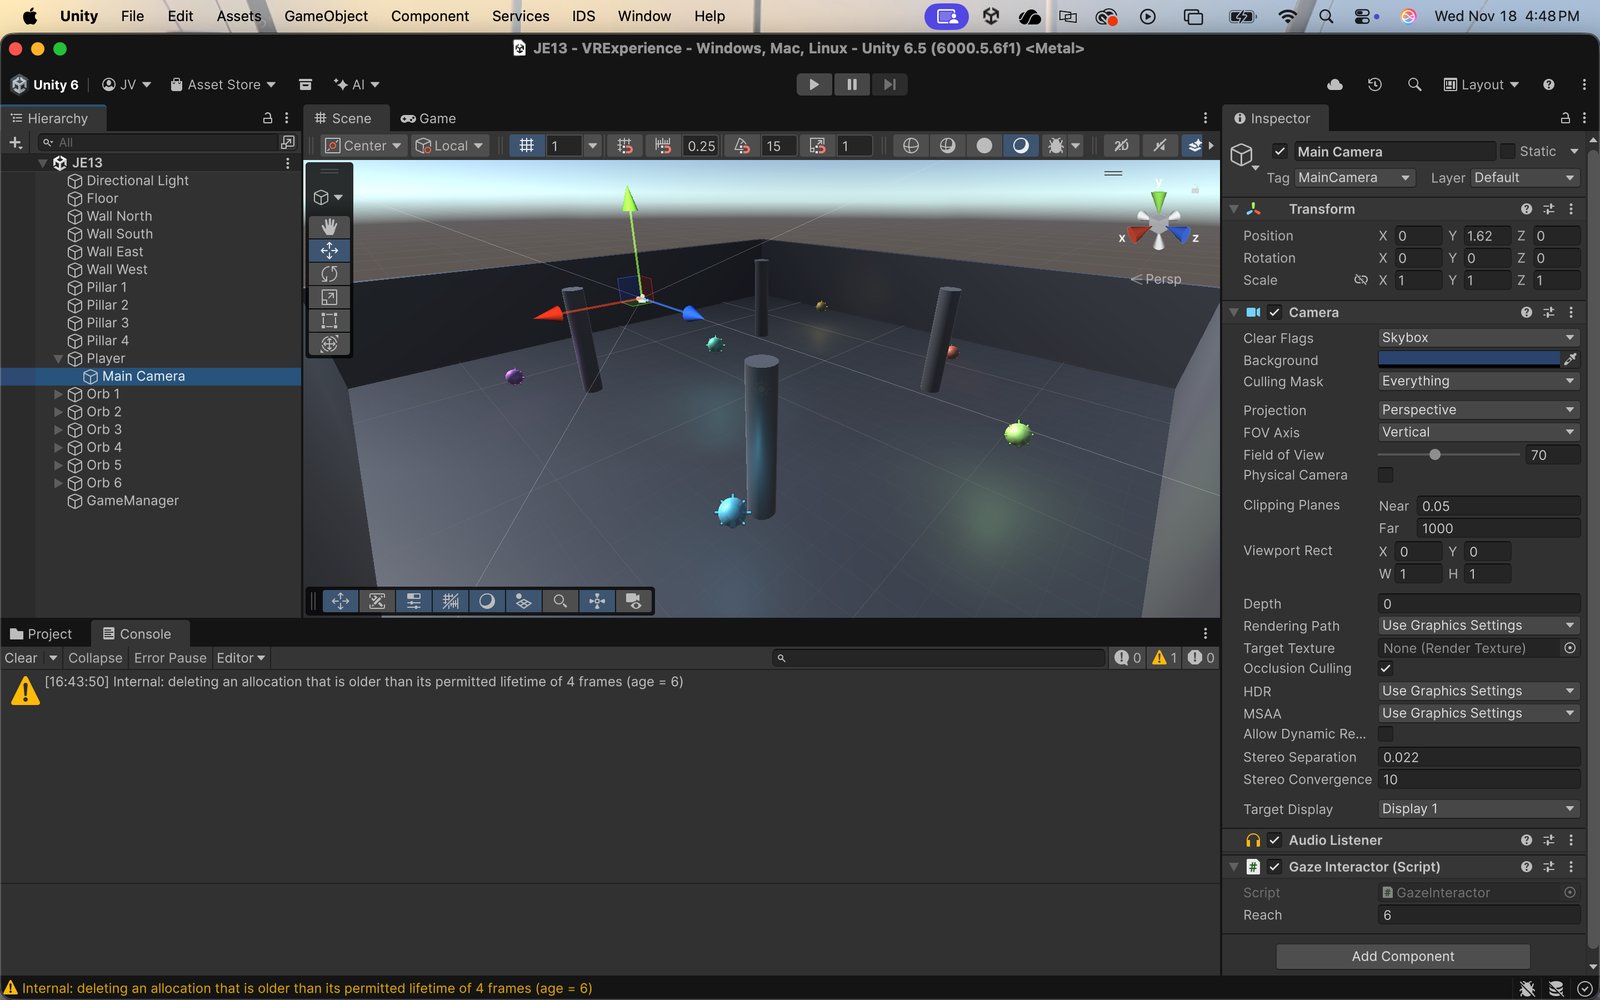 Unity File Edit Assets GameObject Component Services IDS Window Help Wed Nov 18 4:48 PM
JE13 - VRExperience - Windows, Mac, Linux - Unity 6.5 (6000.5.6f1) <Metal>
Unity 6 JV Asset Store AI Layout
Hierarchy
All
JE13
Directional Light
Floor
Wall North
Wall South
Wall East
Wall West
Pillar 1
Pillar 2
Pillar 3
Pillar 4
Player
Main Camera
Orb 1
Orb 2
Orb 3
Orb 4
Orb 5
Orb 6
GameManager
Scene Game
Center Local 1 0.25 15 1 2D
y
x z
Persp
Project Console
Clear Collapse Error Pause Editor 0 1 0
[16:43:50] Internal: deleting an allocation that is older than its permitted lifetime of 4 frames (age = 6)
Inspector
Main Camera Static
Tag MainCamera Layer Default
Transform
Position X 0 Y 1.62 Z 0
Rotation X 0 Y 0 Z 0
Scale X 1 Y 1 Z 1
Camera
Clear Flags Skybox
Background
Culling Mask Everything
Projection Perspective
FOV Axis Vertical
Field of View 70
Physical Camera
Clipping Planes Near 0.05
Far 1000
Viewport Rect X 0 Y 0
W 1 H 1
Depth 0
Rendering Path Use Graphics Settings
Target Texture None (Render Texture)
Occlusion Culling
HDR Use Graphics Settings
MSAA Use Graphics Settings
Allow Dynamic Re...
Stereo Separation 0.022
Stereo Convergence 10
Target Display Display 1
Audio Listener
# Gaze Interactor (Script)
Script GazeInteractor
Reach 6
Add Component
Internal: deleting an allocation that is older than its permitted lifetime of 4 frames (age = 6)